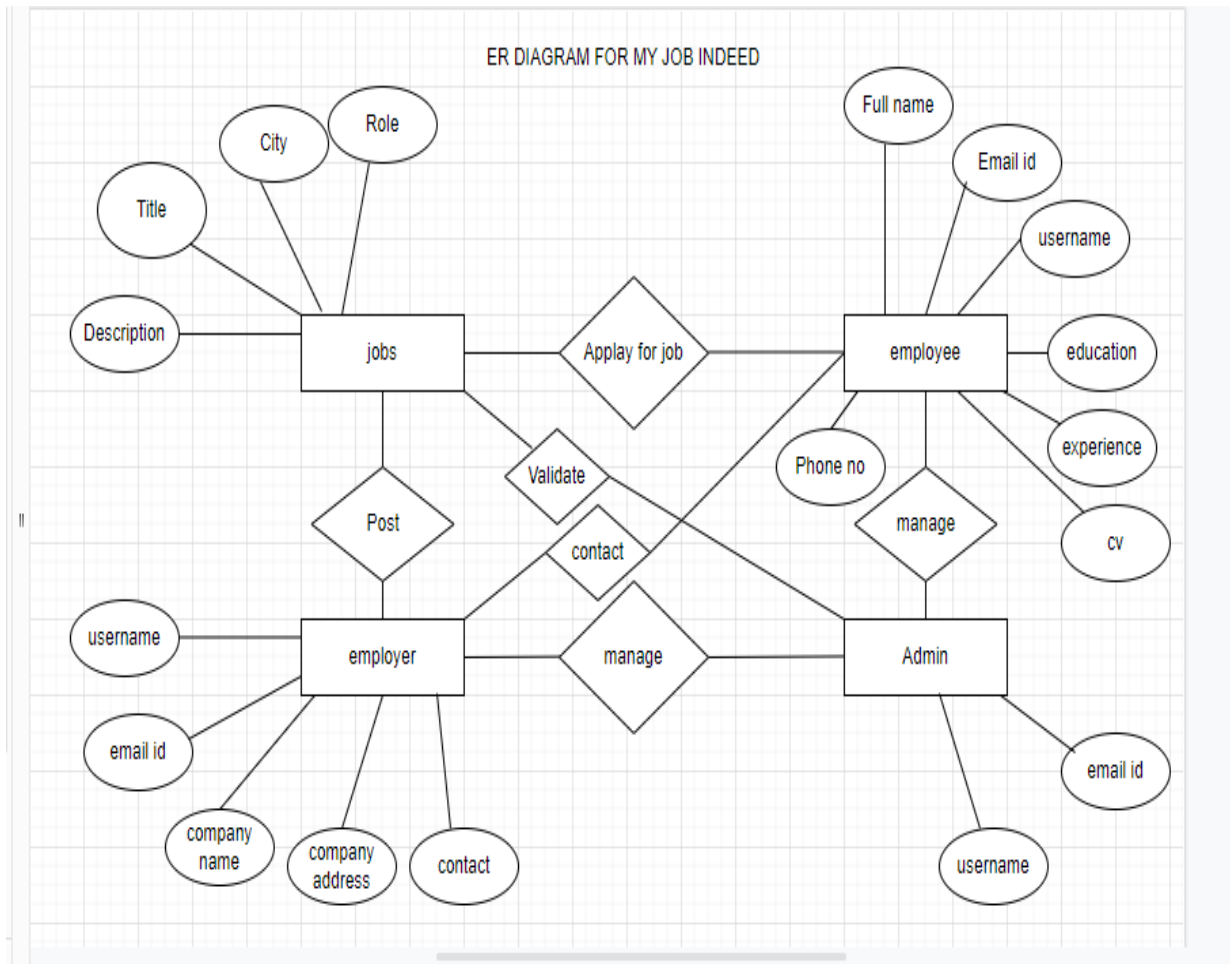 ER DIAGRAM FOR MY JOB INDEED
Full name
Role
City
Email id
Title
username
Description
jobs
Applay for job
employee
education
experience
Phone no
Validate
Post
contact
manage
cv
username
employer
manage
Admin
email id
email id
company
name
company
address
contact
username